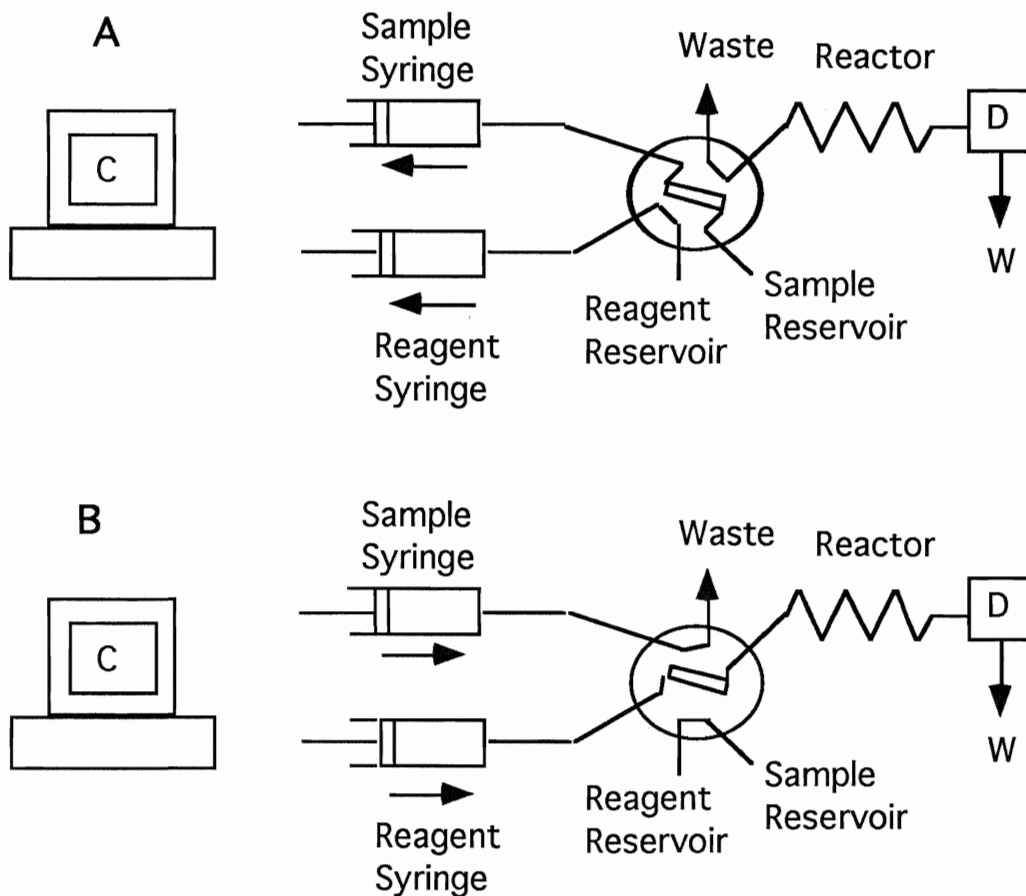 A
Sample
Syringe
Waste
Reactor
C
D
W
Reagent
Reservoir
Sample
Reservoir
Reagent
Syringe
B
Sample
Syringe
Waste
Reactor
C
D
W
Reagent
Reservoir
Sample
Reservoir
Reagent
Syringe